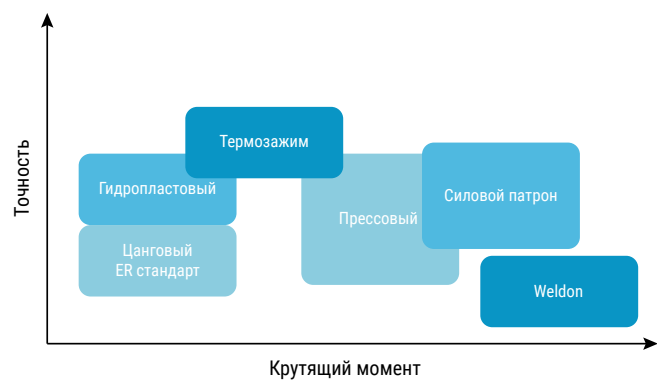 Точность
Термозажим
Гидропластовый
Цанговый
ER стандарт
Прессовый
Силовой патрон
Weldon
Крутящий момент